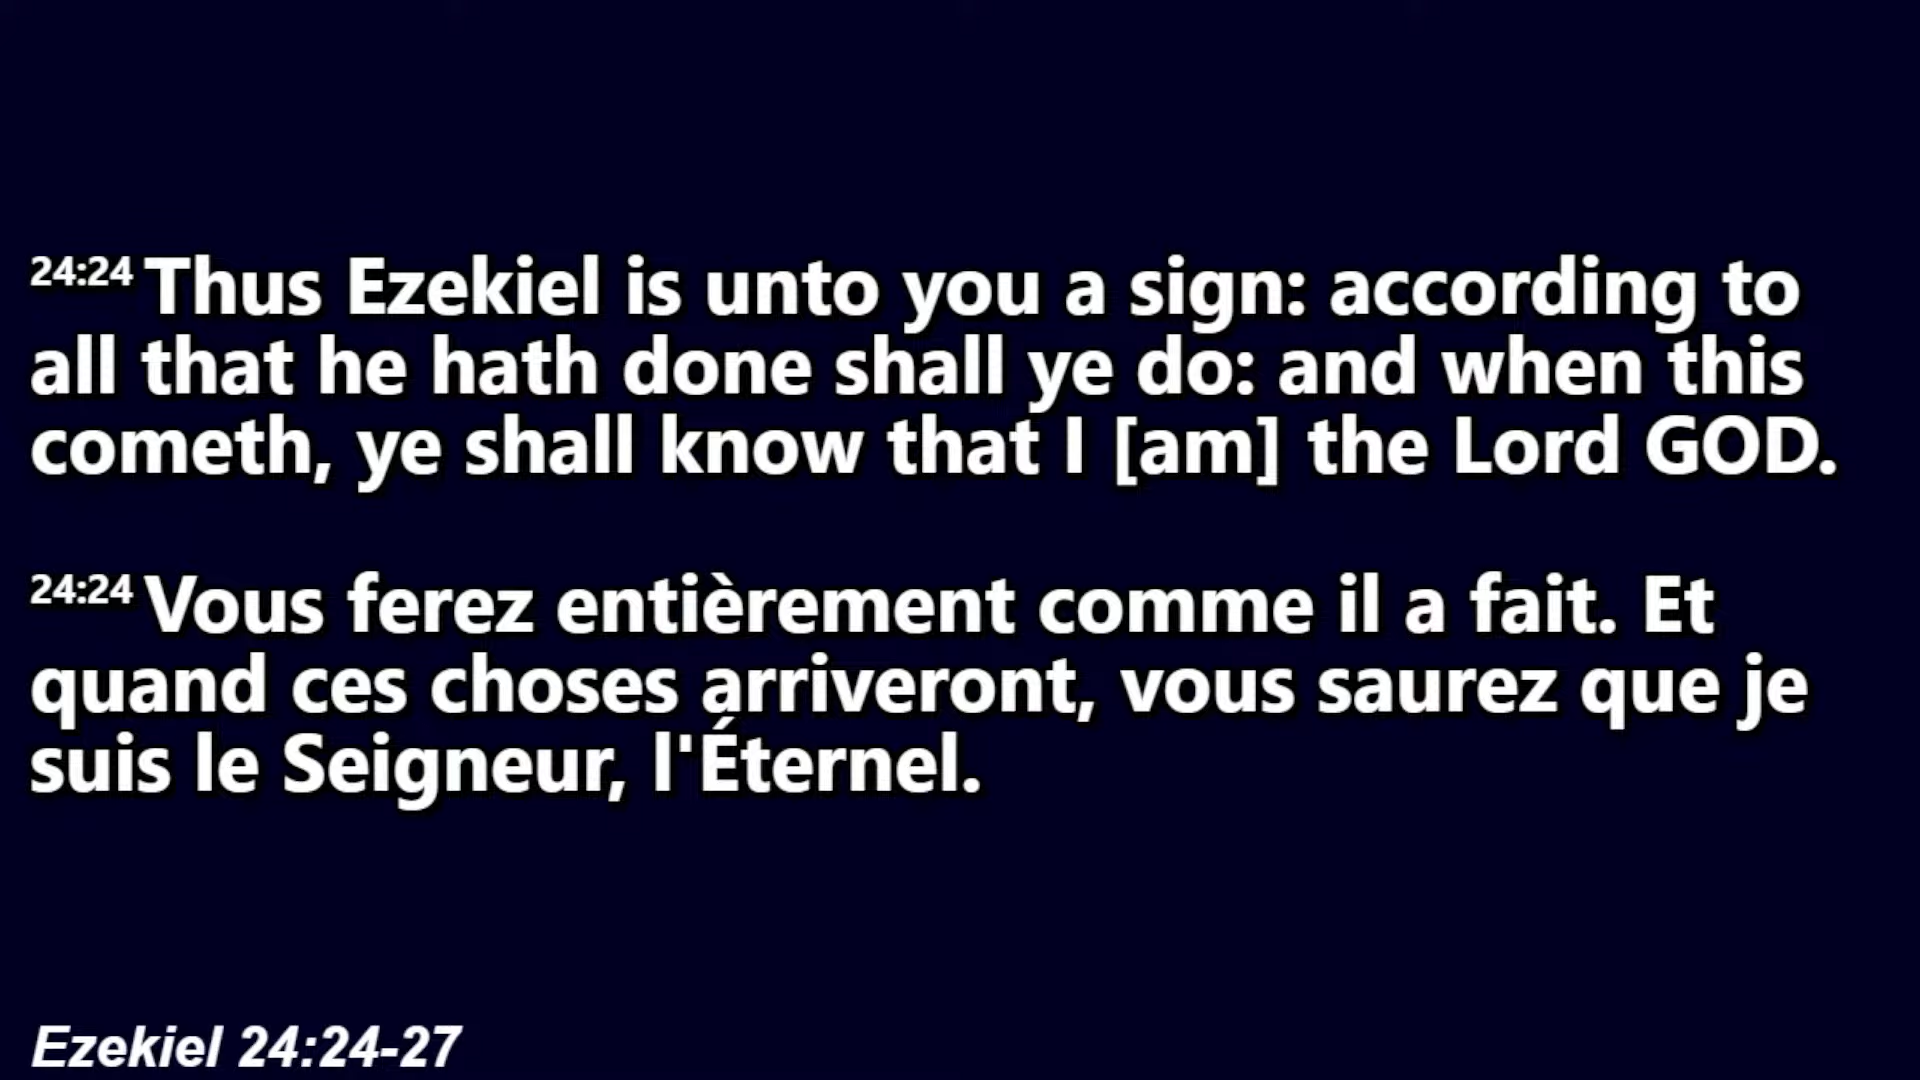 24:24 Thus Ezekiel is unto you a sign: according to
all that he hath done shall ye do: and when this
cometh, ye shall know that I [am] the Lord GOD.
24:24 Vous ferez entièrement comme il a fait. Et
quand ces choses arriveront, vous saurez que je
suis le Seigneur, l'Éternel.
Ezekiel 24:24-27